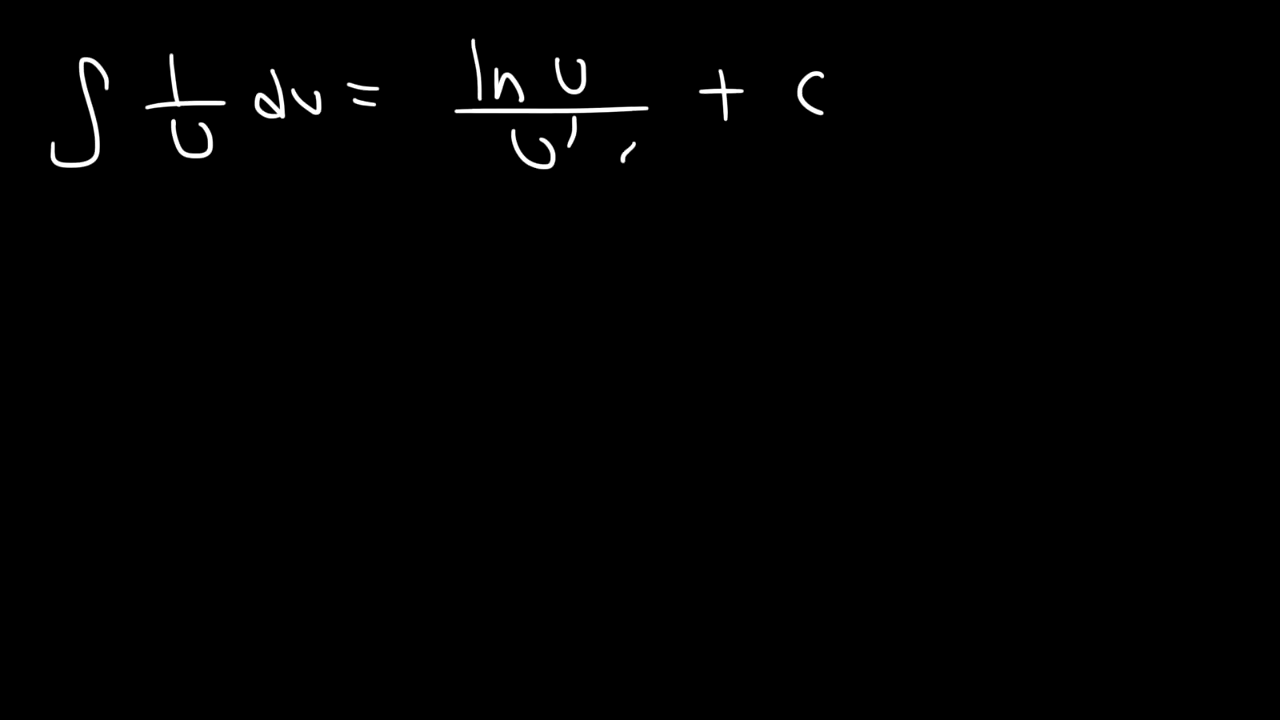 ∫ 1/u du = ln u / u' + c